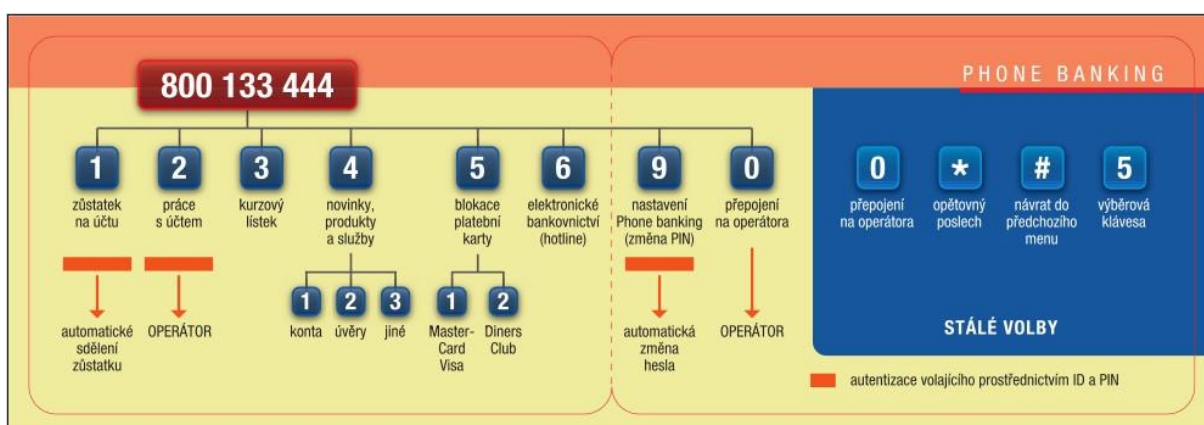 800 133 444
PHONE BANKING
1
zůstatek
na účtu
automatické
sdělení
zůstatku
2
práce
s účtem
OPERÁTOR
3
kurzový
lístek
4
novinky,
produkty
a služby
1
konta
2
úvěry
3
jiné
5
blokace
platební
karty
1
Master-
Card
Visa
2
Diners
Club
6
elektronické
bankovnictví
(hotline)
9
nastavení
Phone banking
(změna PIN)
automatická
změna
hesla
0
přepojení
na operátora
OPERÁTOR
0
přepojení
na operátora
*
opětovný
poslech
#
návrat do
předchozího
menu
5
výběrová
klávesa
STÁLÉ VOLBY
autentizace volajícího prostřednictvím ID a PIN